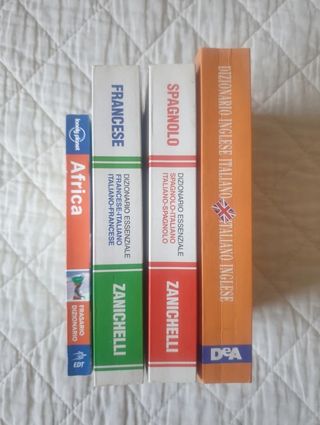 lonely planet
Africa
FRASARIO
DIZIONARIO
EDT
FRANCESE
DIZIONARIO ESSENZIALE
FRANCESE-ITALIANO
ITALIANO-FRANCESE
ZANICHELLI
SPAGNOLO
DIZIONARIO ESSENZIALE
SPAGNOLO-ITALIANO
ITALIANO-SPAGNOLO
ZANICHELLI
DIZIONARIO INGLESE ITALIANO ITALIANO INGLESE
DeA